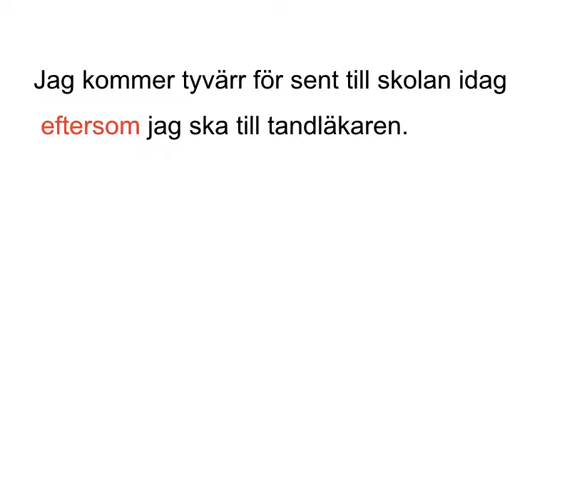 Jag kommer tyvärr för sent till skolan idag
eftersom jag ska till tandläkaren.